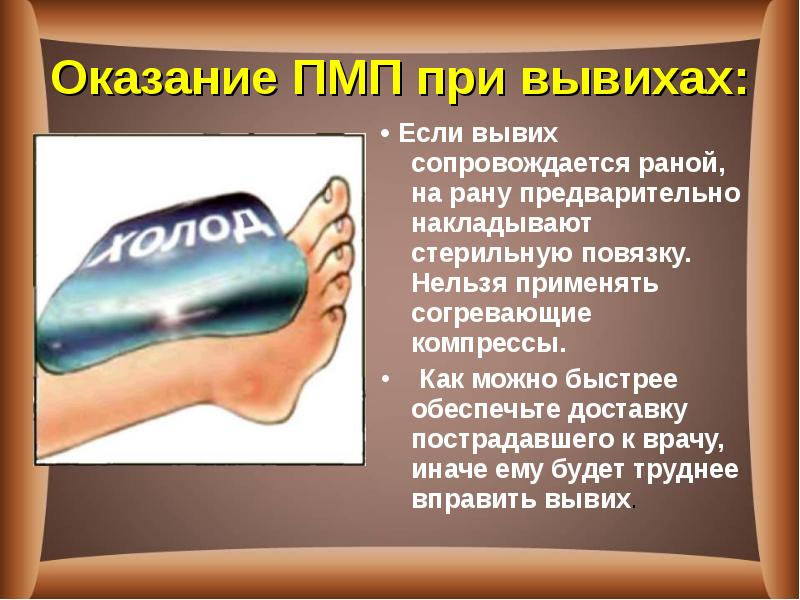 Оказание ПМП при вывихах:
ХОЛОД
• Если вывих
сопровождается раной,
на рану предварительно
накладывают
стерильную повязку.
Нельзя применять
согревающие
компрессы.
• Как можно быстрее
обеспечьте доставку
пострадавшего к врачу,
иначе ему будет труднее
вправить вывих.